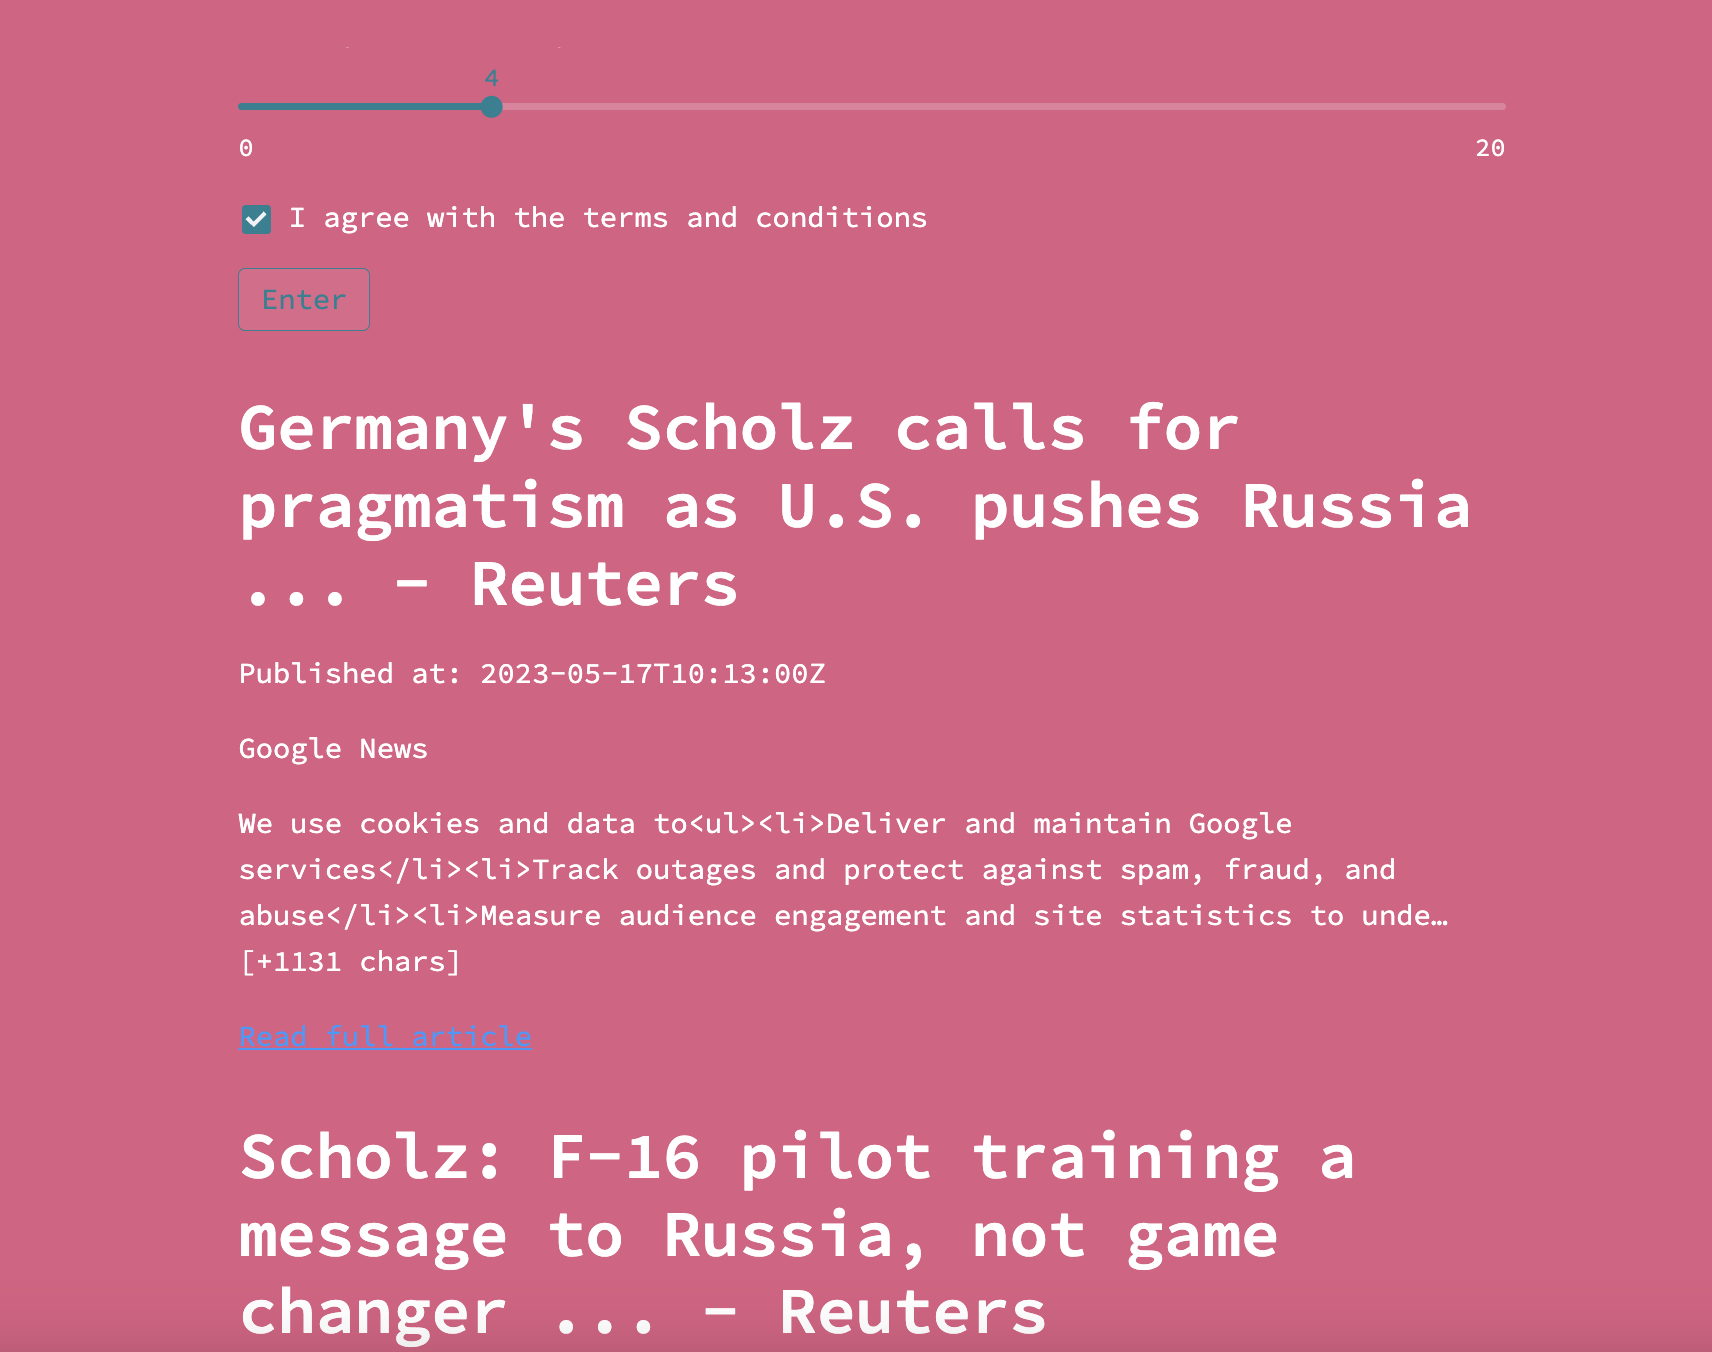 4
0 20
I agree with the terms and conditions
Enter
Germany's Scholz calls for
pragmatism as U.S. pushes Russia
... - Reuters
Published at: 2023-05-17T10:13:00Z
Google News
We use cookies and data to<ul><li>Deliver and maintain Google
services</li><li>Track outages and protect against spam, fraud, and
abuse</li><li>Measure audience engagement and site statistics to unde…
[+1131 chars]
Read full article
Scholz: F-16 pilot training a
message to Russia, not game
changer ... - Reuters